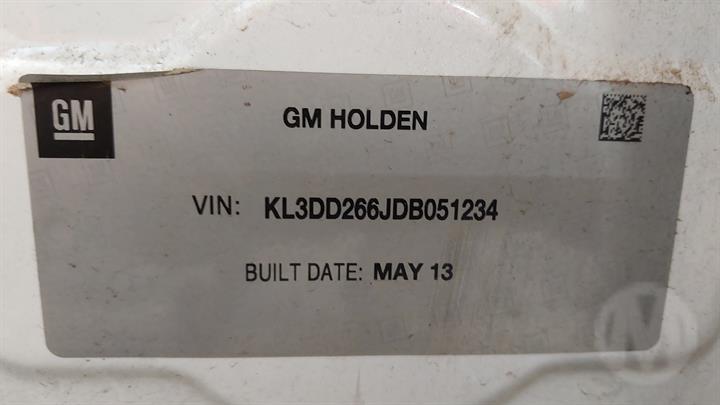 GM
GM HOLDEN
VIN: KL3DD266JDB051234
BUILT DATE: MAY 13
M